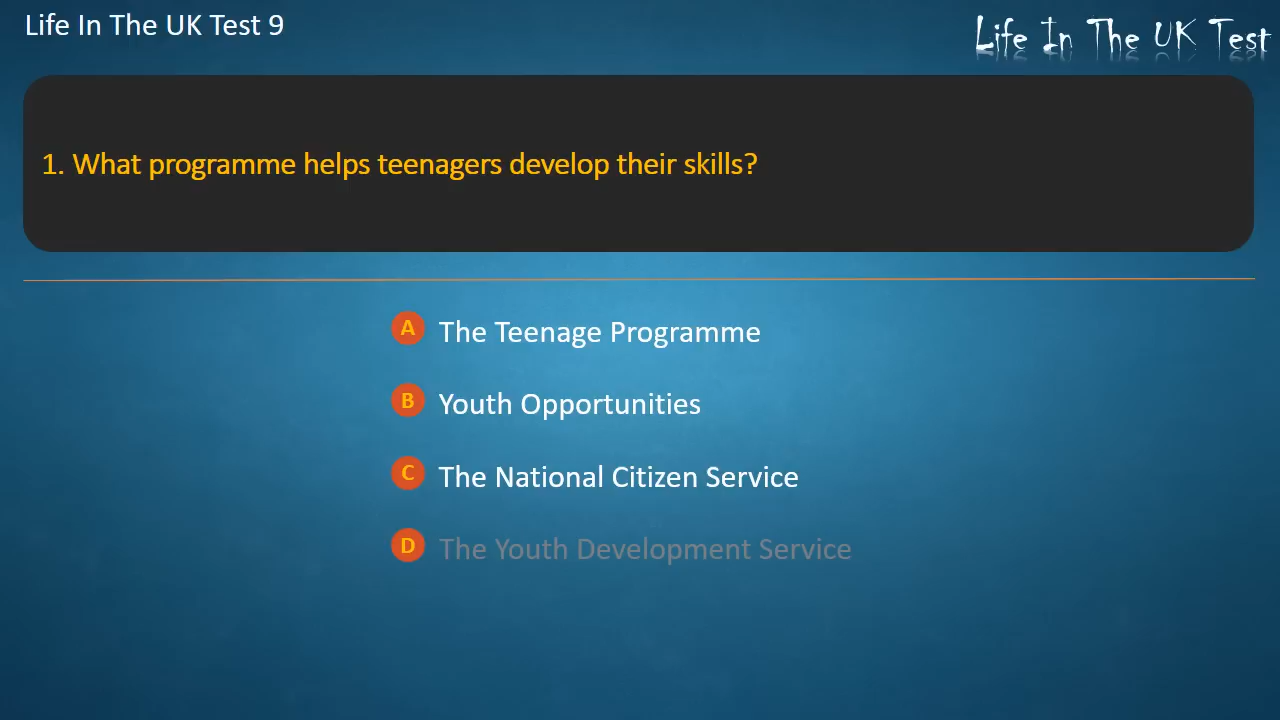 Life In The UK Test 9
Life In The UK Test
1. What programme helps teenagers develop their skills?
A The Teenage Programme
B Youth Opportunities
C The National Citizen Service
D The Youth Development Service